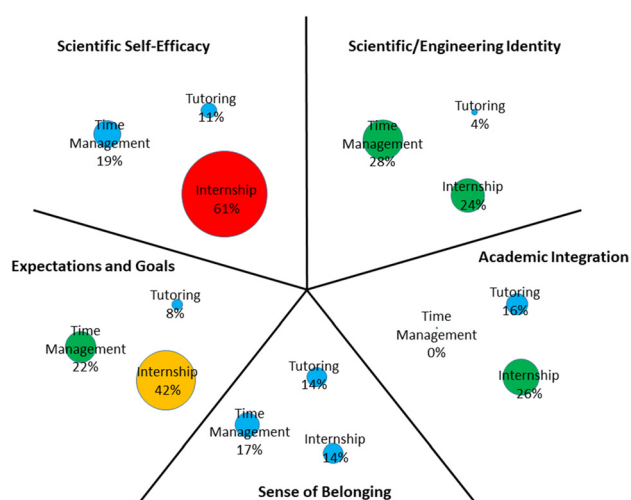 Scientific Self-Efficacy
Tutoring
11%
Time
Management
19%
Internship
61%
Scientific/Engineering Identity
Tutoring
4%
Time
Management
28%
Internship
24%
Expectations and Goals
Tutoring
8%
Time
Management
22%
Internship
42%
Academic Integration
Tutoring
16%
Time
Management
0%
Internship
26%
Tutoring
14%
Time
Management
17%
Internship
14%
Sense of Belonging